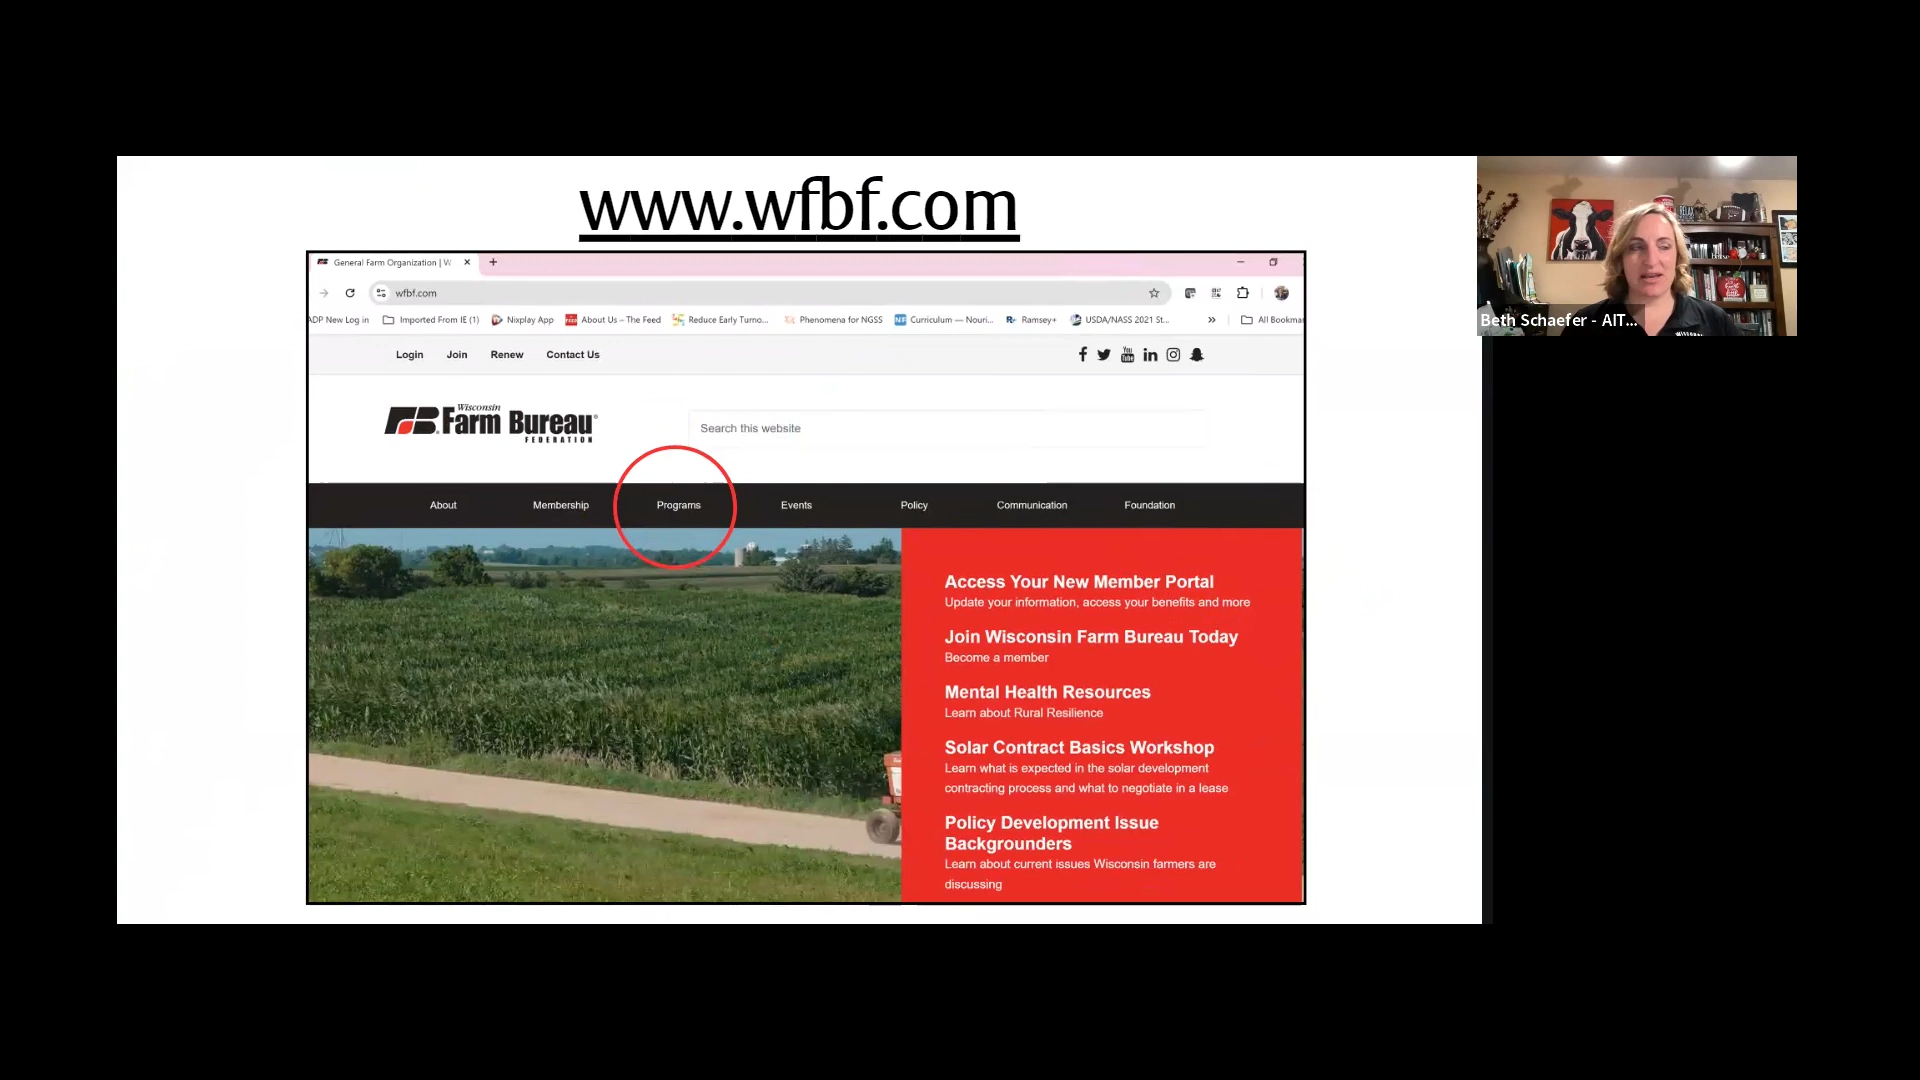 www.wfbf.com
General Farm Organization | W
wfbf.com
ADP New Log in Imported From IE (1) Nixplay App About Us – The Feed Reduce Early Turno... Phenomena for NGSS Curriculum — Nouri... Ramsey+ USDA/NASS 2021 St... » All Bookmar
Login Join Renew Contact Us
Wisconsin
Farm Bureau
FEDERATION
Search this website
About Membership Programs Events Policy Communication Foundation
Access Your New Member Portal
Update your information, access your benefits and more
Join Wisconsin Farm Bureau Today
Become a member
Mental Health Resources
Learn about Rural Resilience
Solar Contract Basics Workshop
Learn what is expected in the solar development
contracting process and what to negotiate in a lease
Policy Development Issue
Backgrounders
Learn about current issues Wisconsin farmers are
discussing
Beth Schaefer - AIT...